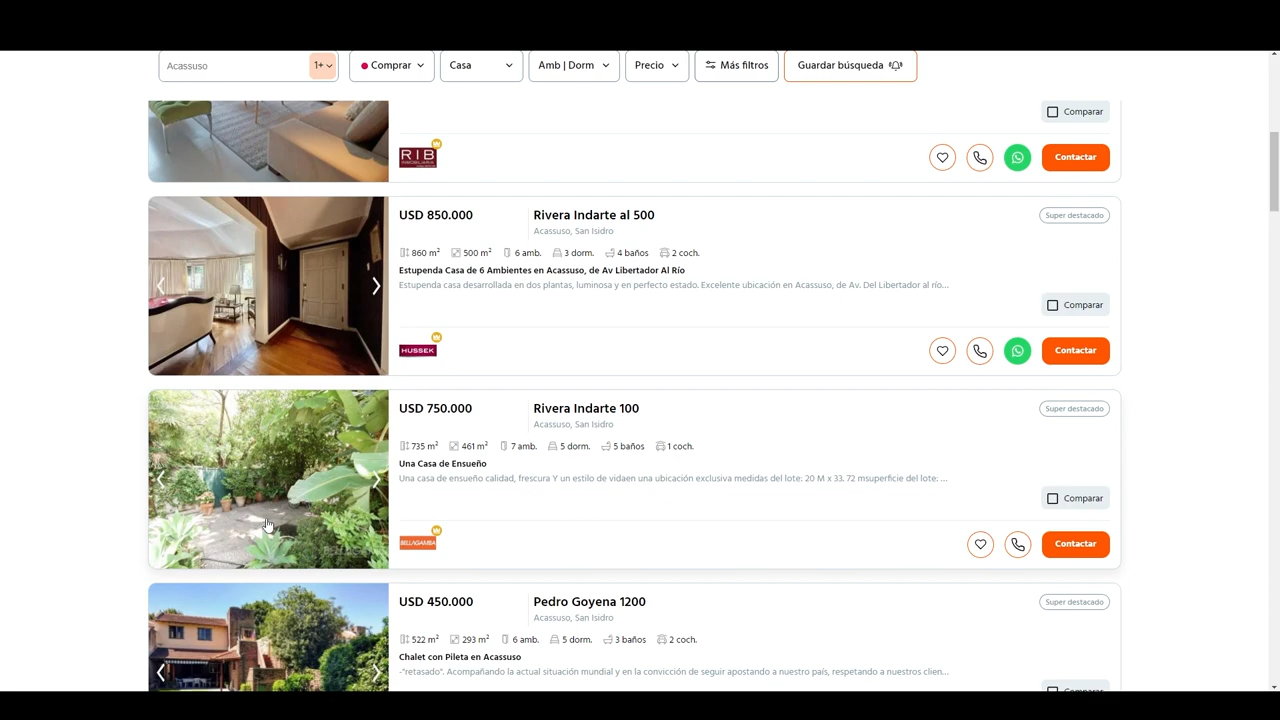 Acassuso
1+
Comprar
Casa
Amb | Dorm
Precio
Más filtros
Guardar búsqueda
Comparar
RIB
Contactar
USD 850.000
Rivera Indarte al 500
Super destacado
Acassuso, San Isidro
860 m²
500 m²
6 amb.
3 dorm.
4 baños
2 coch.
Estupenda Casa de 6 Ambientes en Acassuso, de Av Libertador Al Río
Estupenda casa desarrollada en dos plantas, luminosa y en perfecto estado. Excelente ubicación en Acassuso, de Av. Del Libertador al río...
Comparar
HUSSEK
Contactar
USD 750.000
Rivera Indarte 100
Super destacado
Acassuso, San Isidro
735 m²
461 m²
7 amb.
5 dorm.
5 baños
1 coch.
Una Casa de Ensueño
Una casa de ensueño calidad, frescura Y un estilo de vidaen una ubicación exclusiva medidas del lote: 20 M x 33, 72 msuperficie del lote: ...
Comparar
BELLAGAMBA
Contactar
USD 450.000
Pedro Goyena 1200
Super destacado
Acassuso, San Isidro
522 m²
293 m²
6 amb.
5 dorm.
3 baños
2 coch.
Chalet con Pileta en Acassuso
-"retasado". Acompañando la actual situación mundial y en la convicción de seguir apostando a nuestro país, respetando a nuestros clien...
Comparar